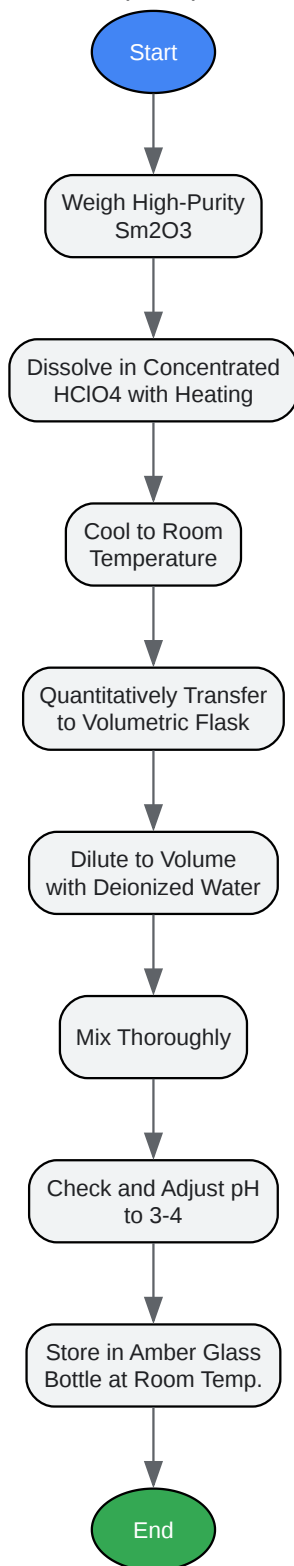 Start
Weigh High-Purity
Sm2O3
Dissolve in Concentrated
HClO4 with Heating
Cool to Room
Temperature
Quantitatively Transfer
to Volumetric Flask
Dilute to Volume
with Deionized Water
Mix Thoroughly
Check and Adjust pH
to 3-4
Store in Amber Glass
Bottle at Room Temp.
End